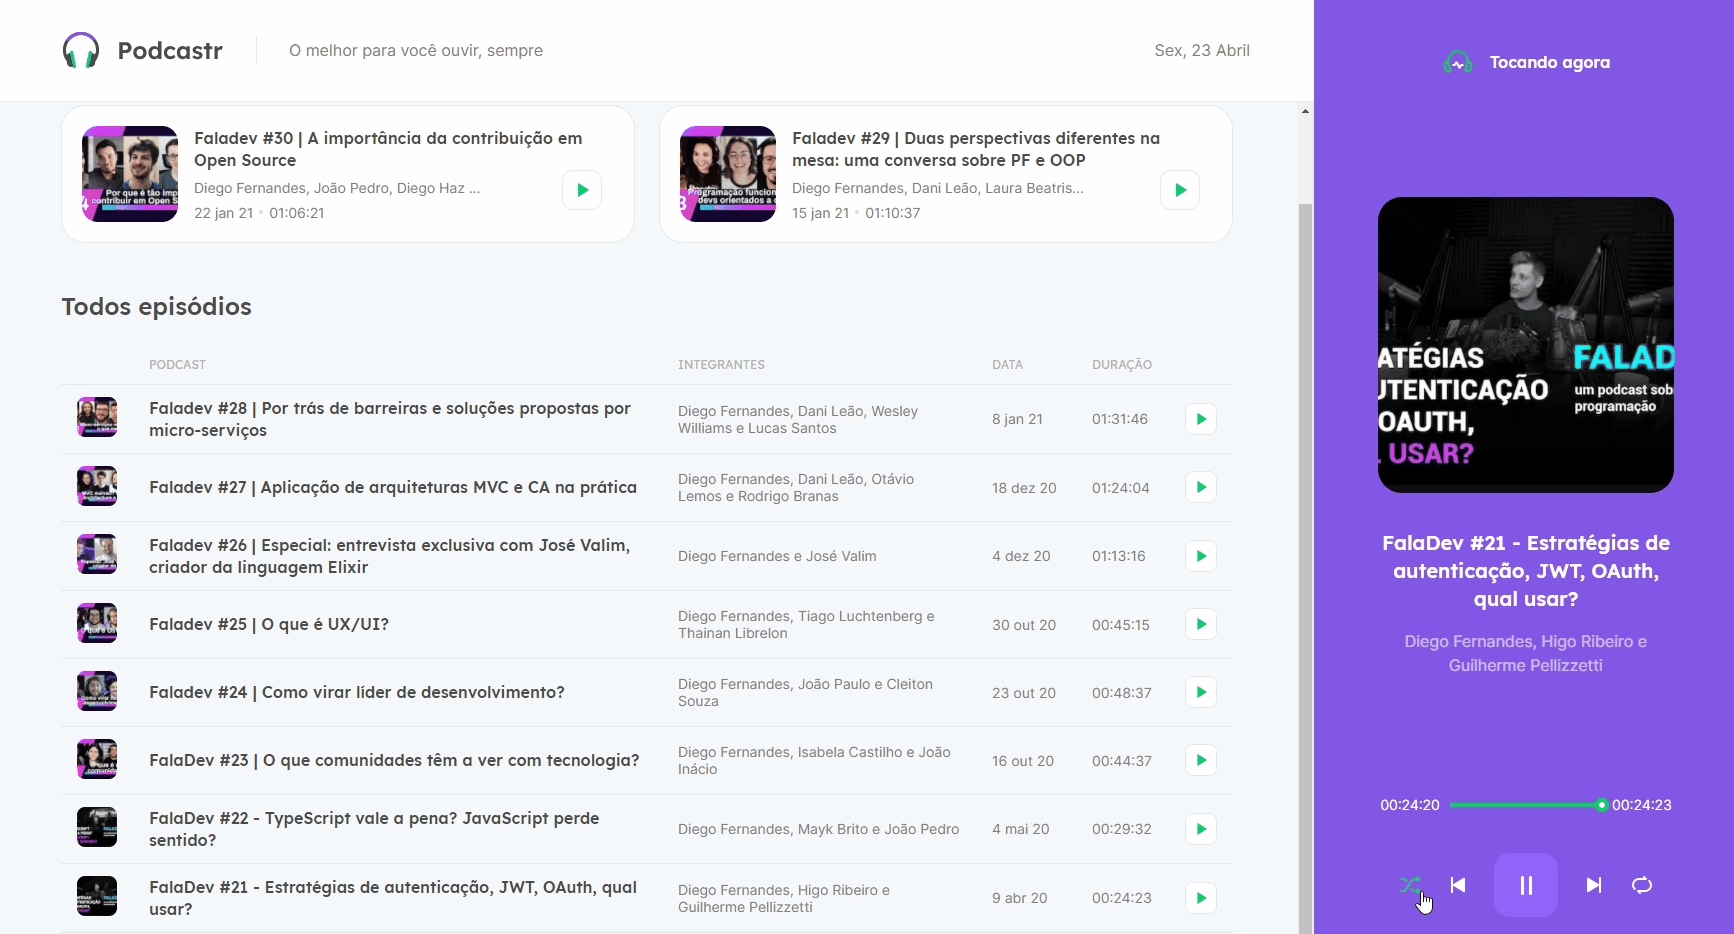 Podcastr
O melhor para você ouvir, sempre
Sex, 23 Abril
Tocando agora
Faladev #30 | A importância da contribuição em
Open Source
Diego Fernandes, João Pedro, Diego Haz ...
22 jan 21 • 01:06:21
Por que é tão imp
contribuir em Open S
Faladev #29 | Duas perspectivas diferentes na
mesa: uma conversa sobre PF e OOP
Diego Fernandes, Dani Leão, Laura Beatris...
15 jan 21 • 01:10:37
Programação funcion
devs orientados a o
Todos episódios
PODCAST
INTEGRANTES
DATA
DURAÇÃO
Faladev #28 | Por trás de barreiras e soluções propostas por
micro-serviços
Diego Fernandes, Dani Leão, Wesley
Williams e Lucas Santos
8 jan 21
01:31:46
Faladev #27 | Aplicação de arquiteturas MVC e CA na prática
Diego Fernandes, Dani Leão, Otávio
Lemos e Rodrigo Branas
18 dez 20
01:24:04
Faladev #26 | Especial: entrevista exclusiva com José Valim,
criador da linguagem Elixir
Diego Fernandes e José Valim
4 dez 20
01:13:16
Faladev #25 | O que é UX/UI?
Diego Fernandes, Tiago Luchtenberg e
Thainan Librelon
30 out 20
00:45:15
Faladev #24 | Como virar líder de desenvolvimento?
Diego Fernandes, João Paulo e Cleiton
Souza
23 out 20
00:48:37
FalaDev #23 | O que comunidades têm a ver com tecnologia?
Diego Fernandes, Isabela Castilho e João
Inácio
16 out 20
00:44:37
FalaDev #22 - TypeScript vale a pena? JavaScript perde
sentido?
Diego Fernandes, Mayk Brito e João Pedro
4 mai 20
00:29:32
FalaDev #21 - Estratégias de autenticação, JWT, OAuth, qual
usar?
Diego Fernandes, Higo Ribeiro e
Guilherme Pellizzetti
9 abr 20
00:24:23
ATÉGIAS
UTENTICAÇÃO
OAUTH,
USAR?
FALAD
um podcast sob
programação
FalaDev #21 - Estratégias de
autenticação, JWT, OAuth,
qual usar?
Diego Fernandes, Higo Ribeiro e
Guilherme Pellizzetti
00:24:20
00:24:23